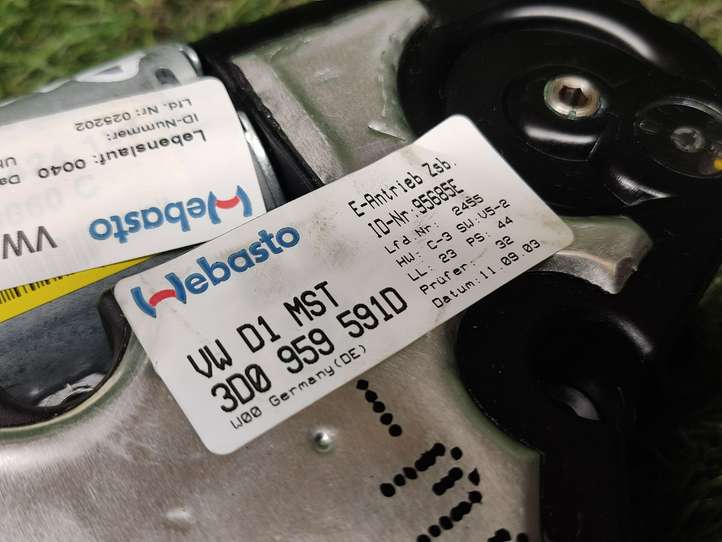 Webasto
VW D1 MST
3D0 959 591D
W00 Germany(DE)
E-Antrieb Zsb.
ID-Nr:95685E
Lfd.Nr: 2455
HW: C-3 SW:V5-2
LL: 23 PS: 44
Prüfer: 32
Datum:11.09.03
Webasto
VW
Lebenslauf: 0040 Da
ID-Nummer:
Lfd. Nr: 025202